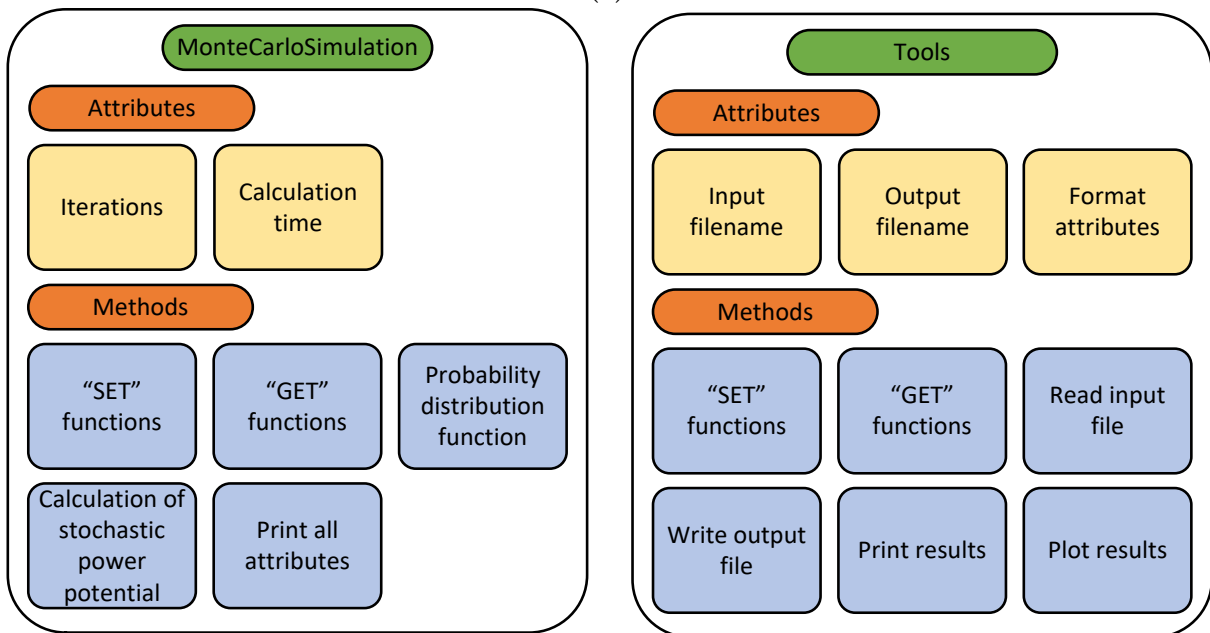 MonteCarloSimulation
Attributes
Iterations
Calculation
time
Methods
“SET”
functions
“GET”
functions
Probability
distribution
function
Calculation of
stochastic
power
potential
Print all
attributes
Tools
Attributes
Input
filename
Output
filename
Format
attributes
Methods
“SET”
functions
“GET”
functions
Read input
file
Write output
file
Print results
Plot results